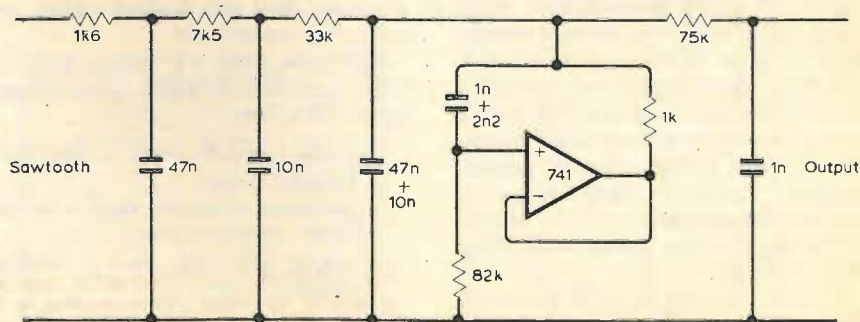 1k6
7k5
33k
75k
1n
+
2n2
1k
Sawtooth
47n
10n
47n
+
10n
+
741
−
1n
Output
82k